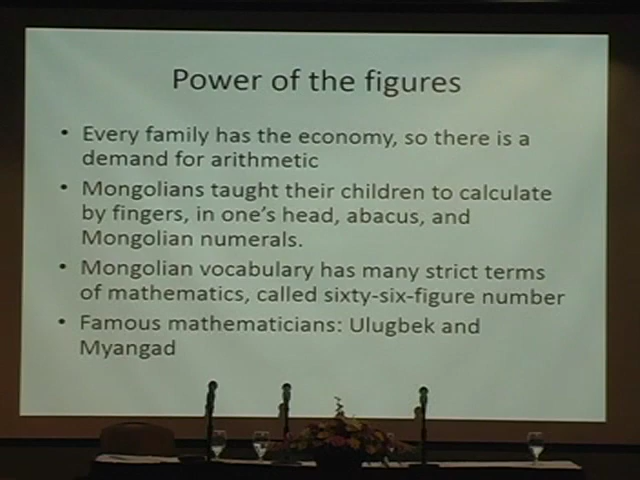 Power of the figures
• Every family has the economy, so there is a
demand for arithmetic
• Mongolians taught their children to calculate
by fingers, in one's head, abacus, and
Mongolian numerals.
• Mongolian vocabulary has many strict terms
of mathematics, called sixty-six-figure number
• Famous mathematicians: Ulugbek and
Myangad